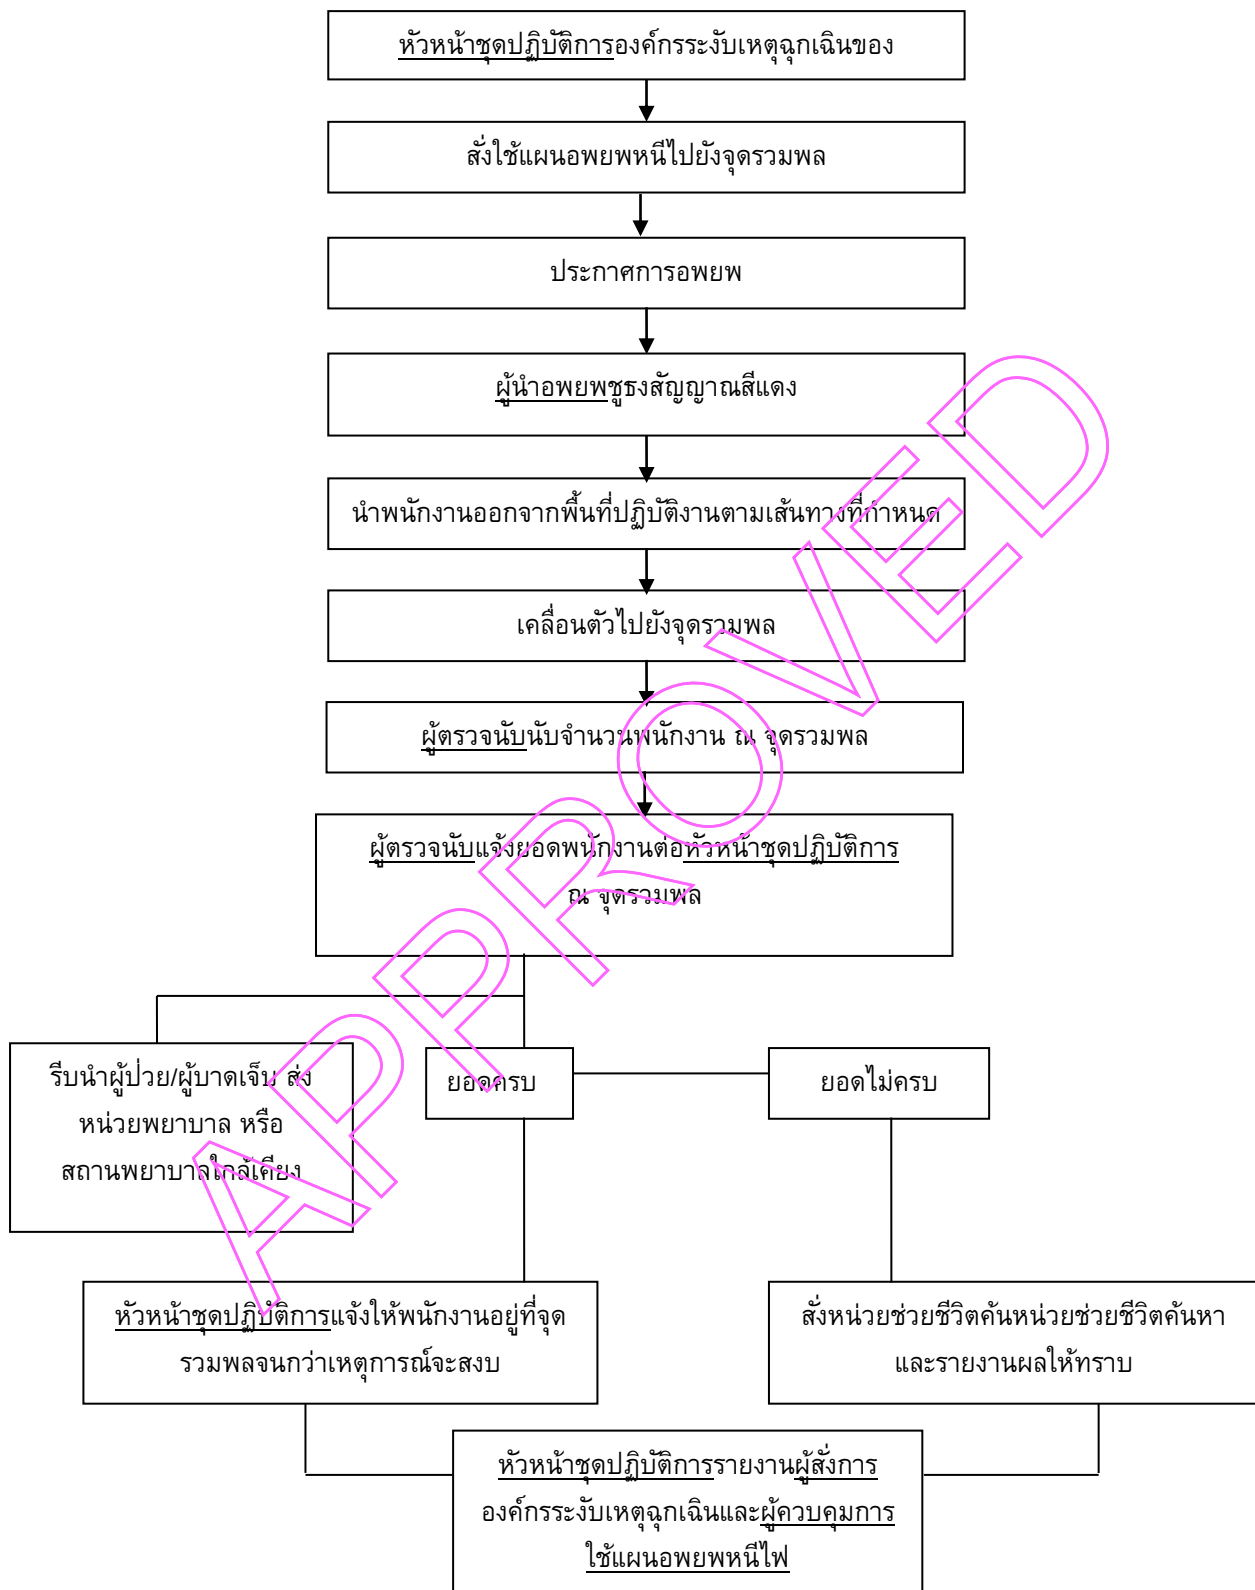 หัวหน้าชุดปฏิบัติการองค์กรระงับเหตุฉุกเฉินของ
สั่งใช้แผนอพยพหนีไปยังจุดรวมพล
ประกาศการอพยพ
ผู้นำอพยพชูธงสัญญาณสีแดง
นำพนักงานออกจากพื้นที่ปฏิบัติงานตามเส้นทางที่กำหนด
เคลื่อนตัวไปยังจุดรวมพล
ผู้ตรวจนับนับจำนวนพนักงาน ณ จุดรวมพล
ผู้ตรวจนับแจ้งยอดพนักงานต่อหัวหน้าชุดปฏิบัติการ
ณ จุดรวมพล
รีบนำผู้ป่วย/ผู้บาดเจ็บ ส่ง
หน่วยพยาบาล หรือ
สถานพยาบาลใกล้เคียง
ยอดครบ
ยอดไม่ครบ
หัวหน้าชุดปฏิบัติการแจ้งให้พนักงานอยู่ที่จุด
รวมพลจนกว่าเหตุการณ์จะสงบ
สั่งหน่วยช่วยชีวิตค้นหน่วยช่วยชีวิตค้นหา
และรายงานผลให้ทราบ
หัวหน้าชุดปฏิบัติการรายงานผู้สั่งการ
องค์กรระงับเหตุฉุกเฉินและผู้ควบคุมการ
ใช้แผนอพยพหนีไฟ
APPROVED